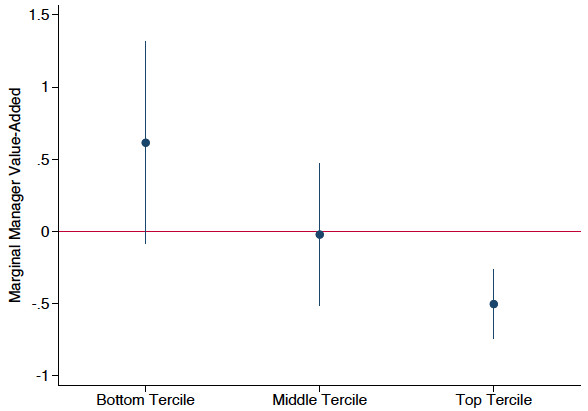 Marginal Manager Value-Added
1.5
1
.5
0
-.5
-1
Bottom Tercile
Middle Tercile
Top Tercile